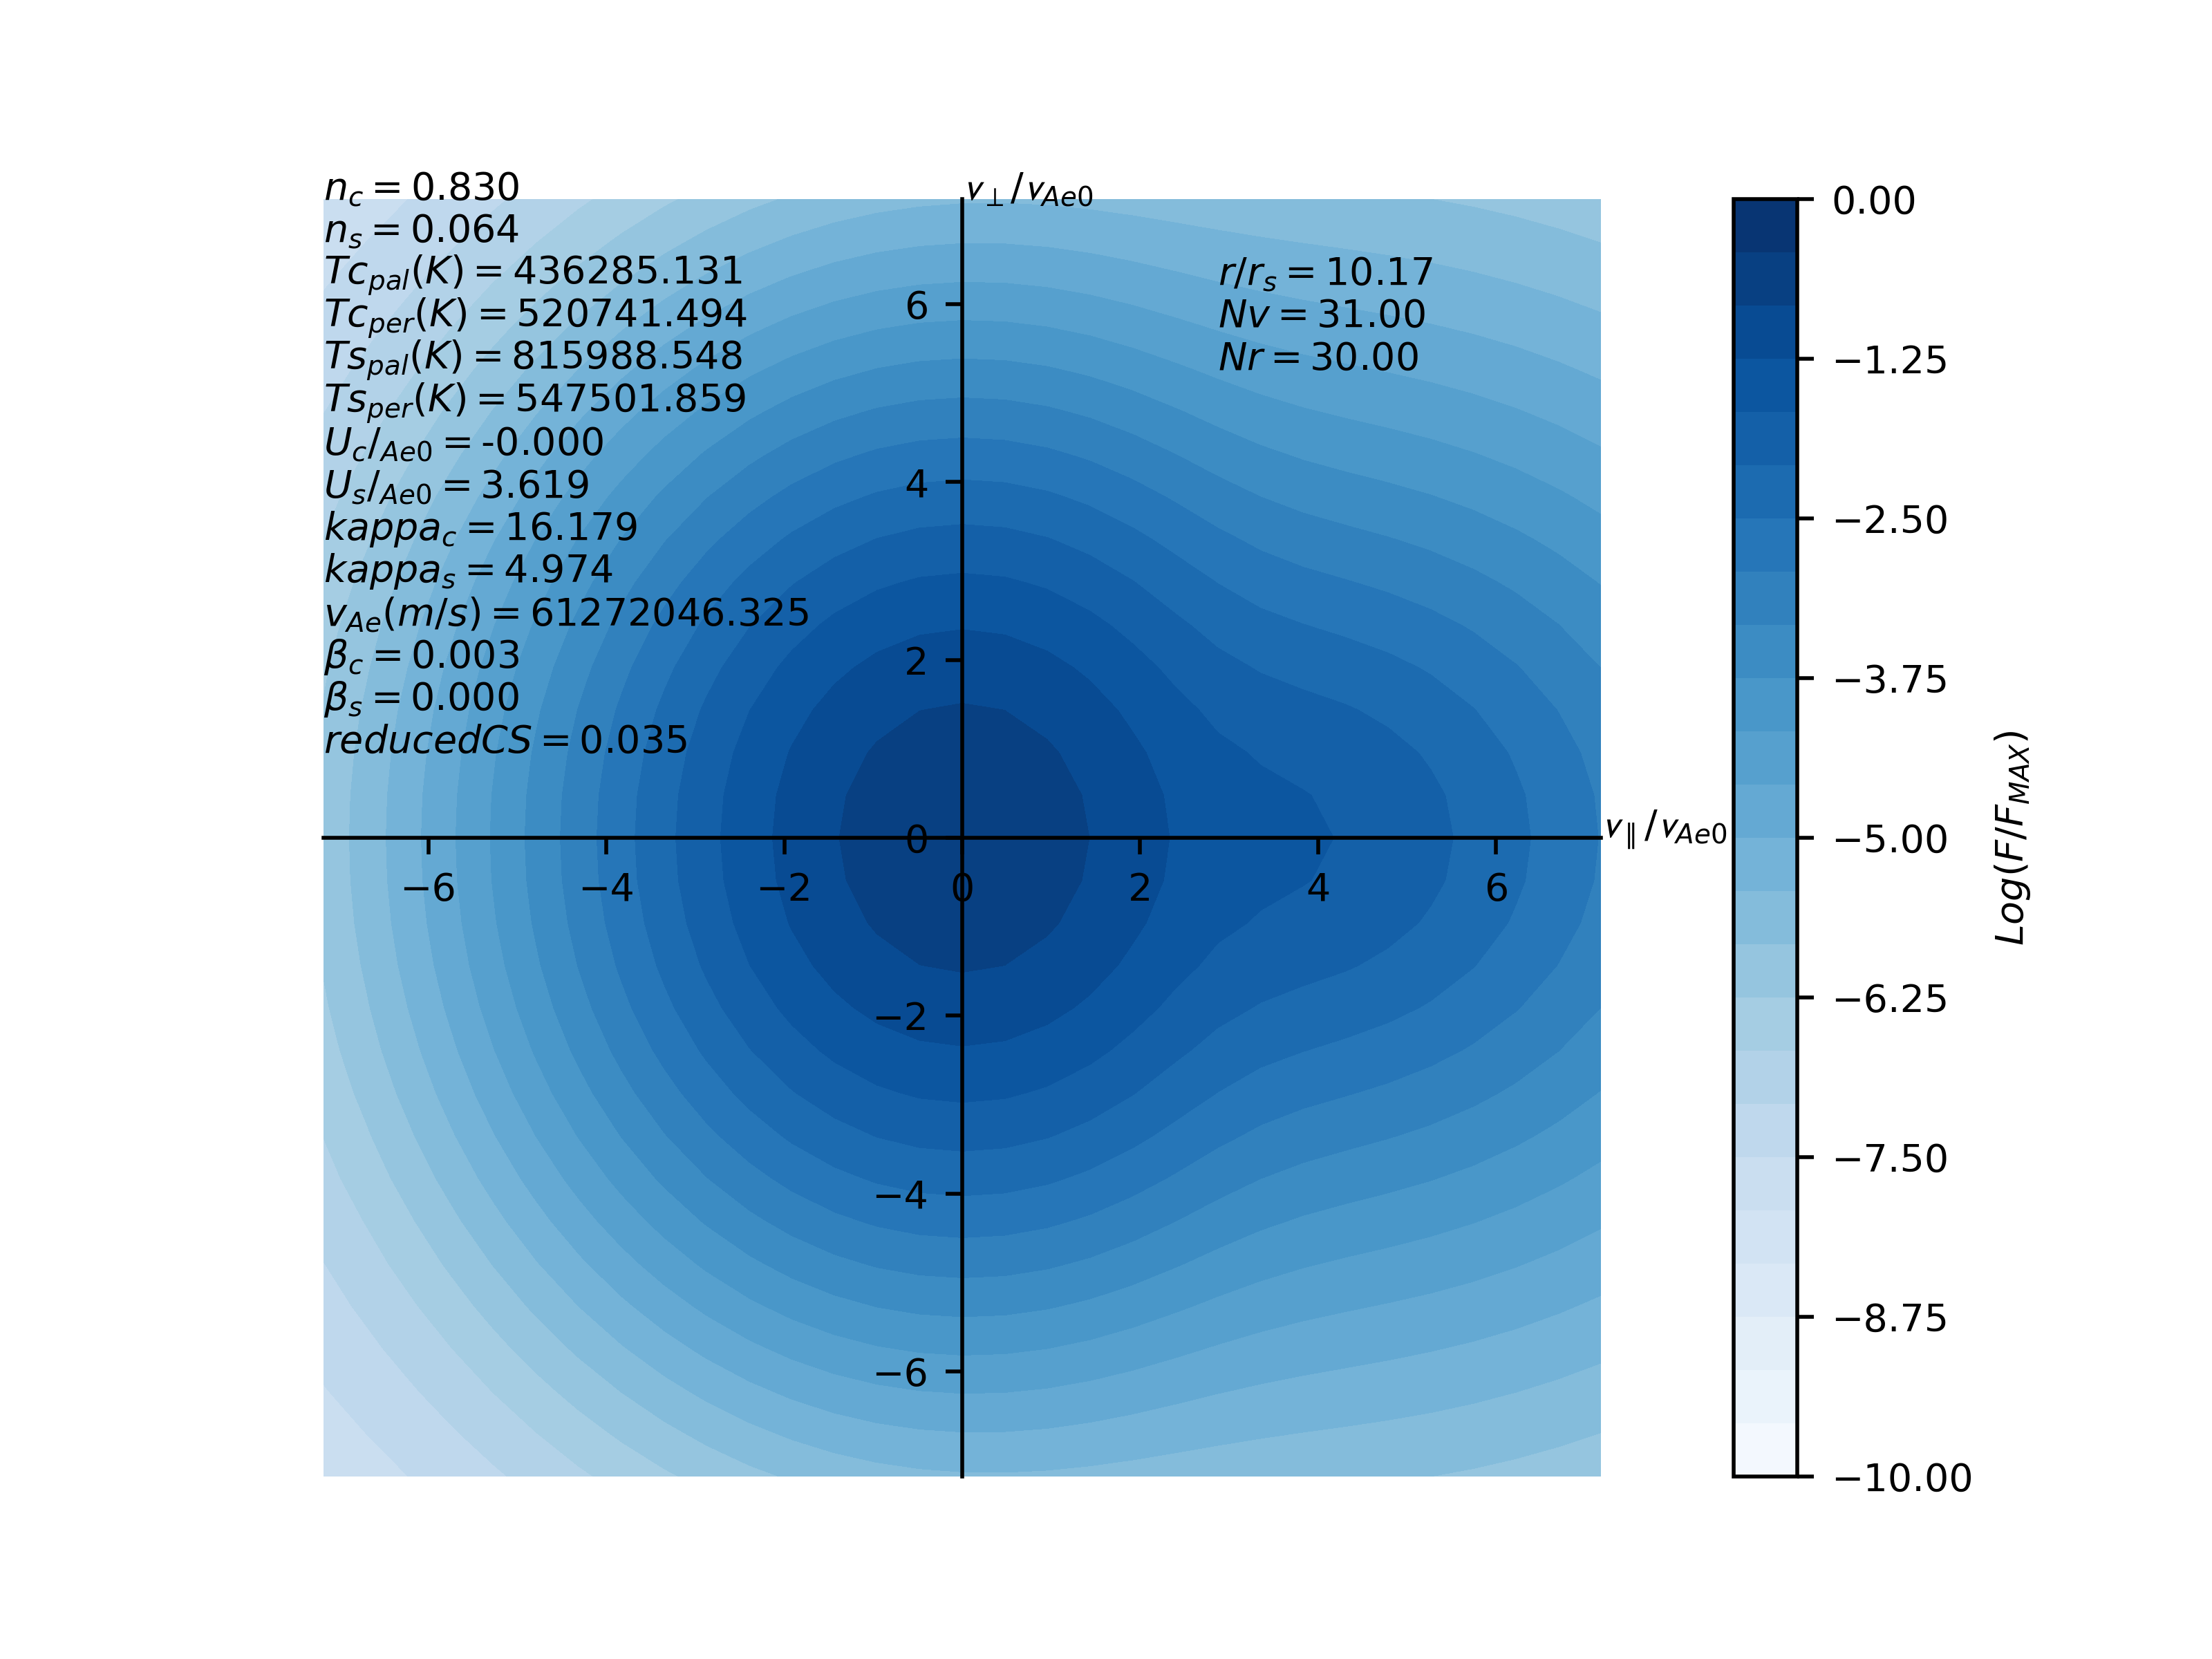 n_c = 0.830
n_s = 0.064
Tc_pal(K) = 436285.131
Tc_per(K) = 520741.494
Ts_pal(K) = 815988.548
Ts_per(K) = 547501.859
U_c/_Ae0 = -0.000
U_s/_Ae0 = 3.619
kappa_c = 16.179
kappa_s = 4.974
v_Ae(m/s) = 61272046.325
β_c = 0.003
β_s = 0.000
reducedCS = 0.035
v_⊥/v_Ae0
r/r_s = 10.17
Nv = 31.00
Nr = 30.00
6
4
2
0
−2
−4
−6
−6 −4 −2 0 2 4 6
v_∥/v_Ae0
0.00
−1.25
−2.50
−3.75
−5.00
−6.25
−7.50
−8.75
−10.00
Log(F/F_MAX)